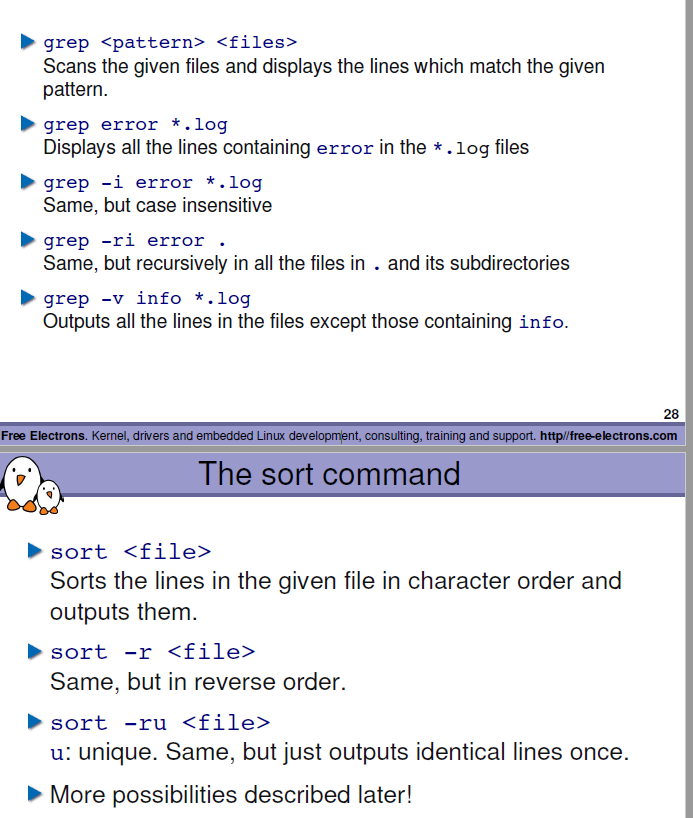 grep <pattern> <files>
Scans the given files and displays the lines which match the given
pattern.
grep error *.log
Displays all the lines containing error in the *.log files
grep -i error *.log
Same, but case insensitive
grep -ri error .
Same, but recursively in all the files in . and its subdirectories
grep -v info *.log
Outputs all the lines in the files except those containing info.
28
Free Electrons. Kernel, drivers and embedded Linux development, consulting, training and support. http//free-electrons.com
The sort command
sort <file>
Sorts the lines in the given file in character order and
outputs them.
sort -r <file>
Same, but in reverse order.
sort -ru <file>
u: unique. Same, but just outputs identical lines once.
More possibilities described later!